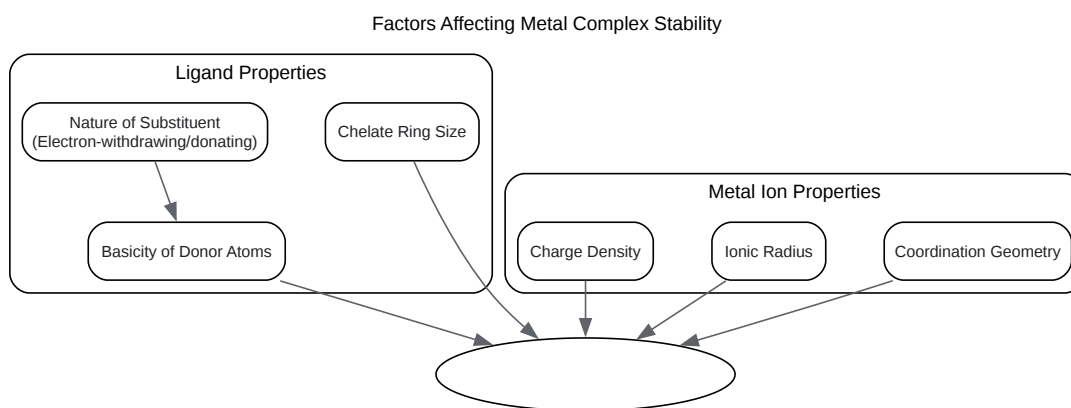 Factors Affecting Metal Complex Stability
Ligand Properties
Nature of Substituent
(Electron-withdrawing/donating)
Chelate Ring Size
Basicity of Donor Atoms
Metal Ion Properties
Charge Density
Ionic Radius
Coordination Geometry